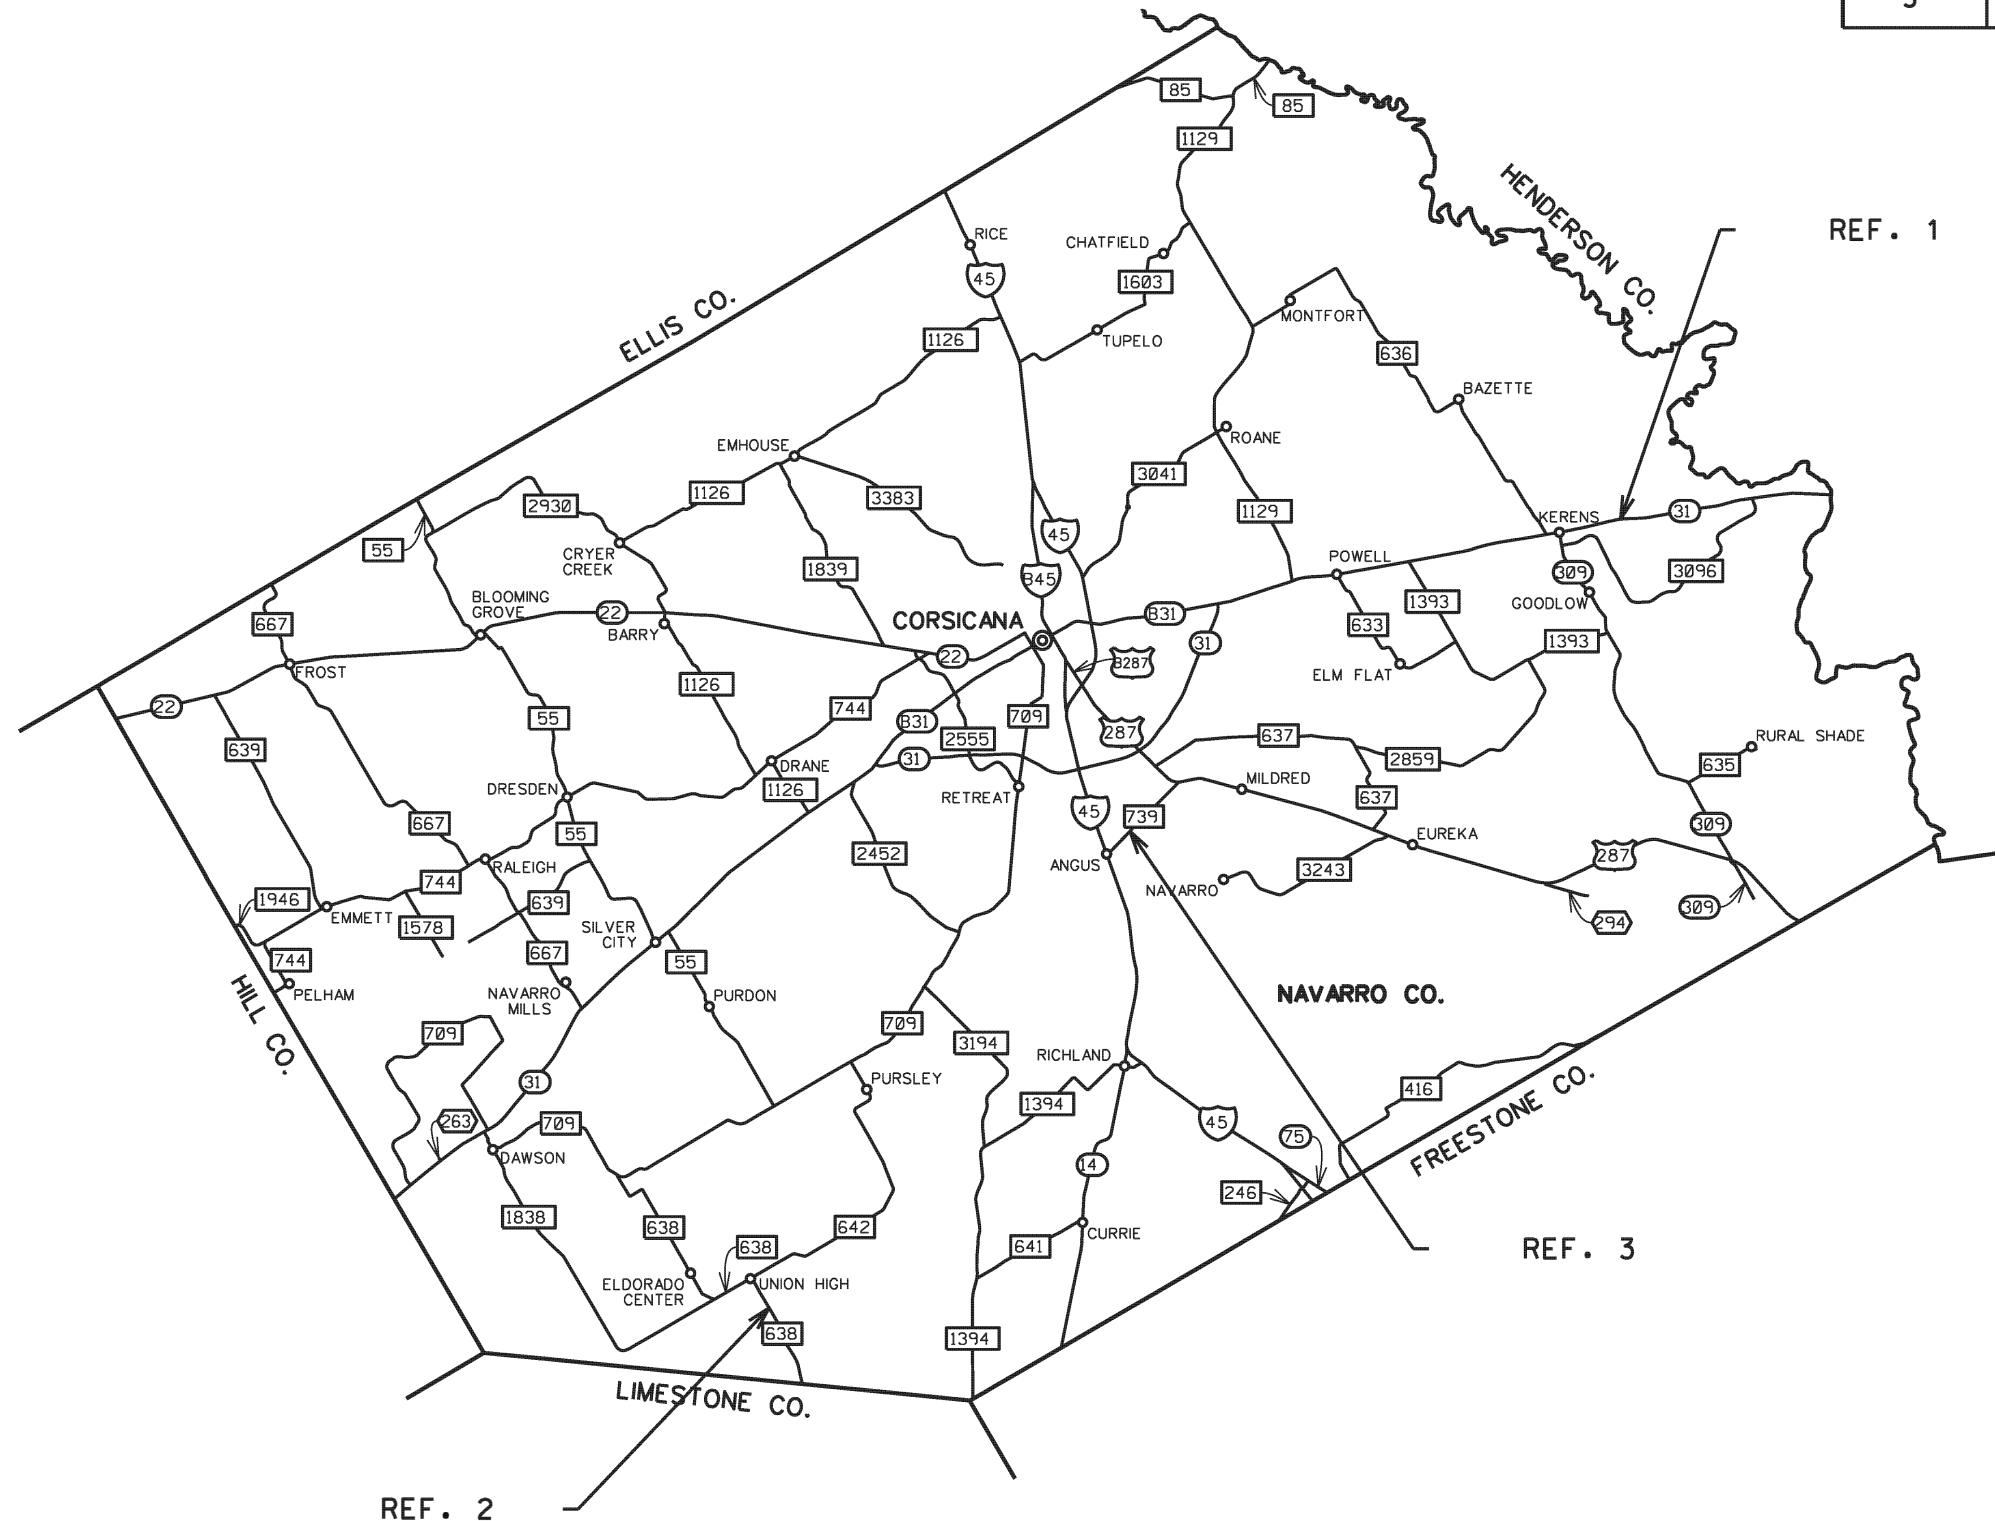 85
85
1129
HENDERSON CO.
REF. 1
RICE
CHATFIELD
45
1603
MONTFORT
ELLIS CO.
1126
TUPELO
636
BAZETTE
EMHOUSE
ROANE
3041
1126
3383
2930
1129
31
KERENS
45
55
CRYER
CREEK
1839
B45
POWELL
309
3096
BLOOMING
GROVE
22
1393
GOODLOW
667
BARRY
CORSICANA
B31
633
1393
31
22
B287
FROST
ELM FLAT
1126
22
55
744
B31
709
287
2555
637
RURAL SHADE
639
31
2859
635
DRANE
MILDRED
DRESDEN
1126
RETREAT
637
45
739
667
55
309
EUREKA
2452
287
ANGUS
RALEIGH
3243
744
NAVARRO
1946
639
309
EMMETT
1578
SILVER
CITY
294
667
744
55
NAVARRO
MILLS
PURDON
PELHAM
NAVARRO CO.
HILL CO.
709
709
3194
RICHLAND
31
PURSLEY
416
1394
263
709
45
75
FREESTONE CO.
DAWSON
14
246
1838
638
642
CURRIE
638
641
REF. 3
ELDORADO
CENTER
UNION HIGH
638
1394
LIMESTONE CO.
REF. 2